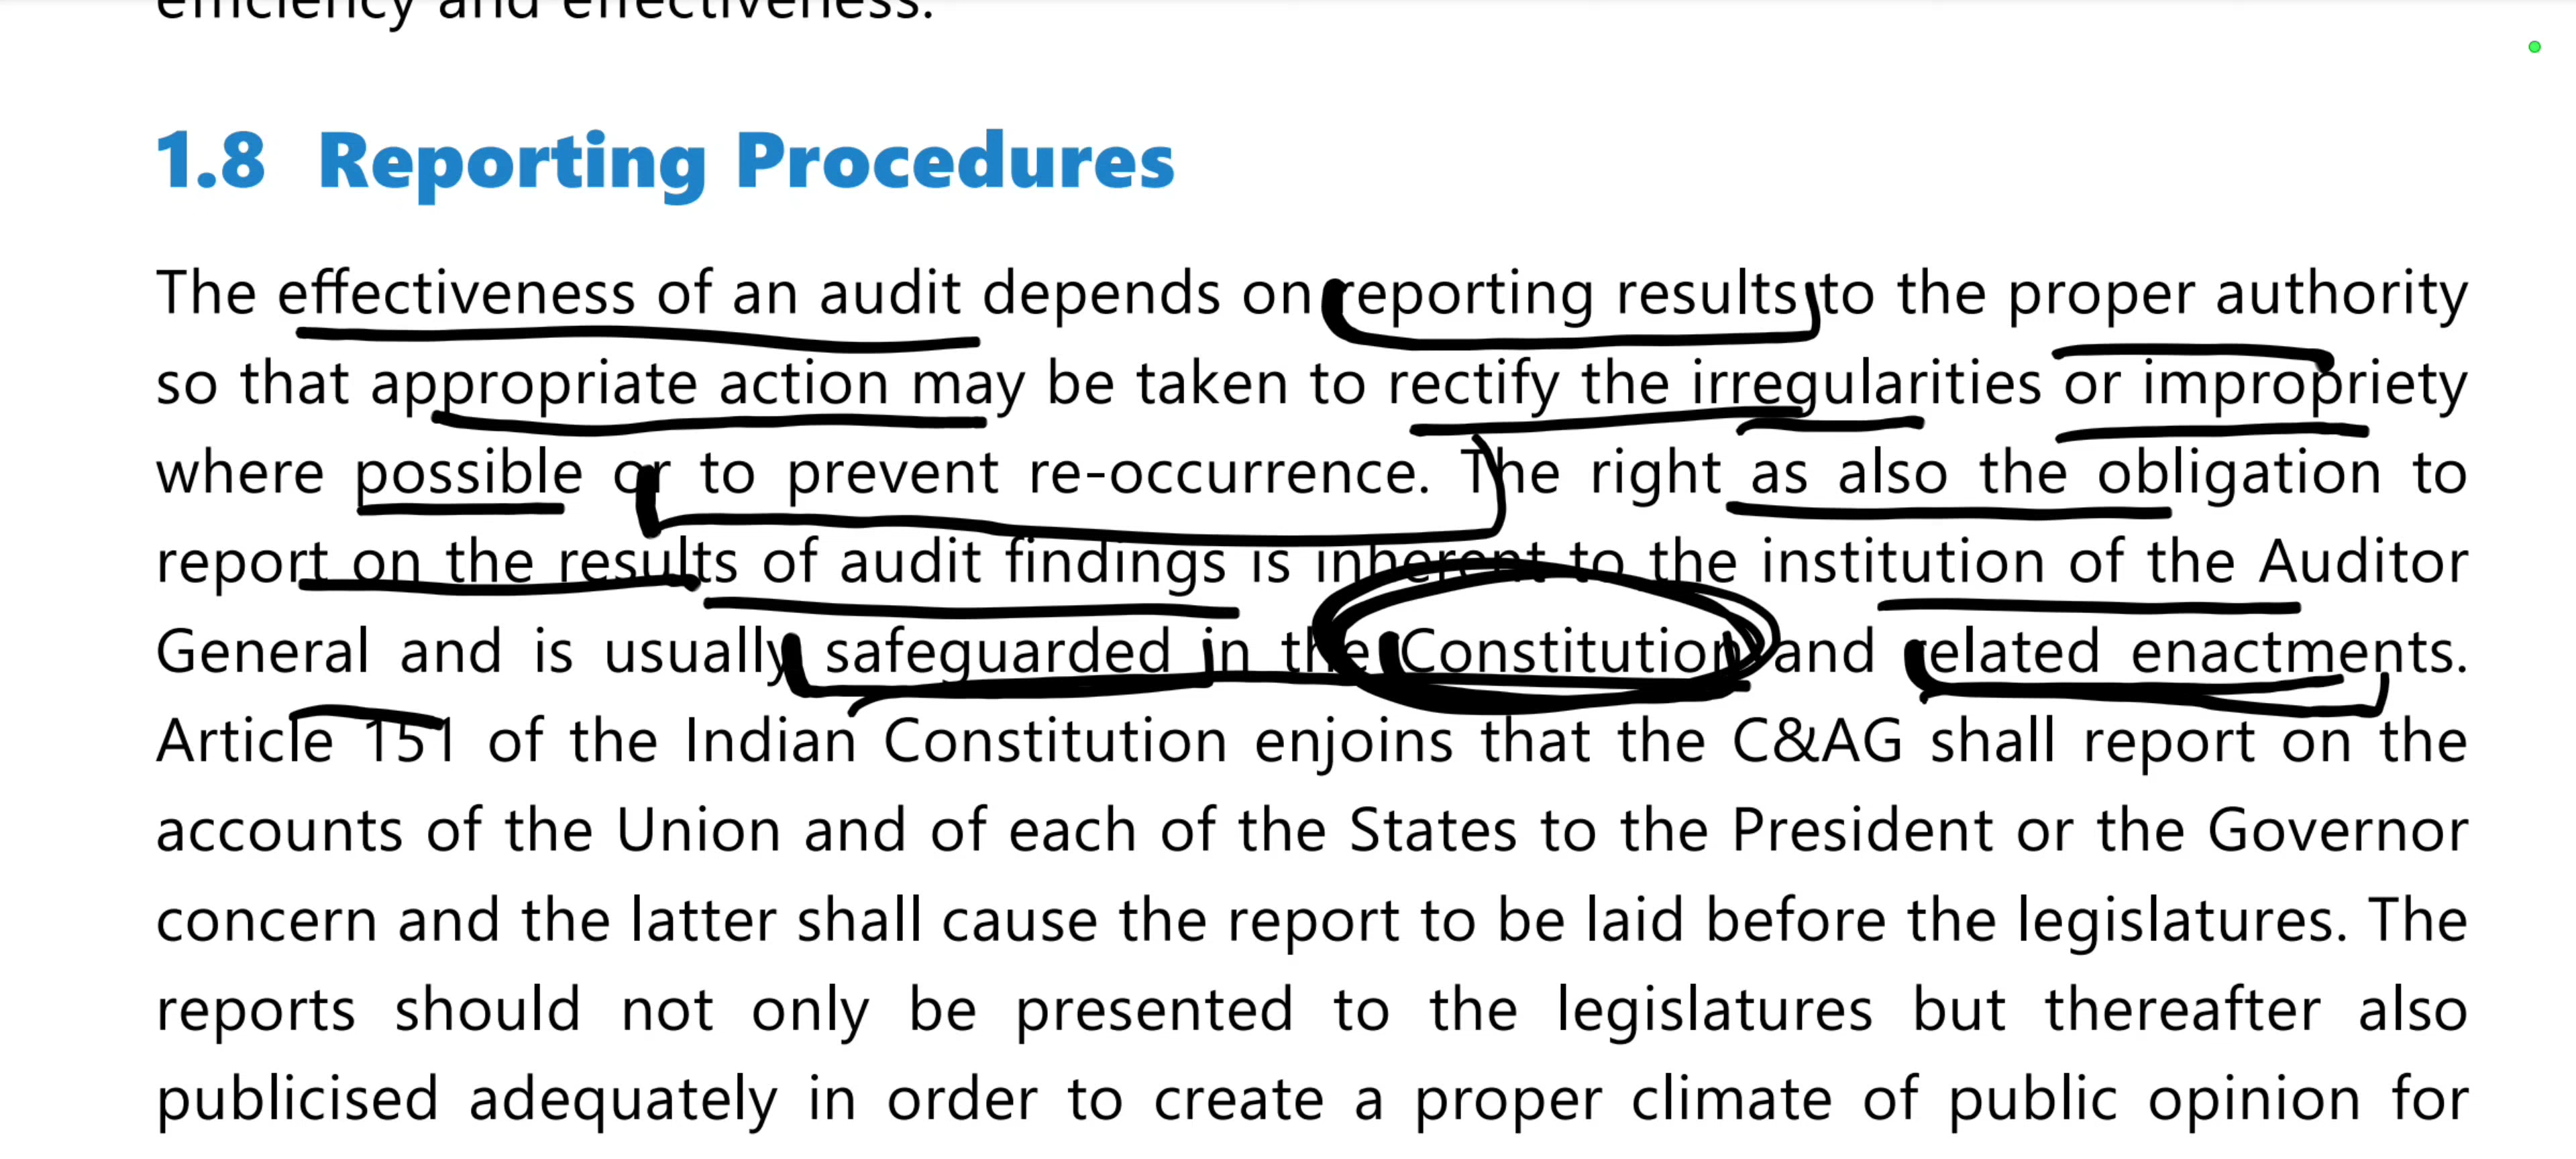 efficiency and effectiveness.
1.8 Reporting Procedures
The effectiveness of an audit depends on reporting results to the proper authority
so that appropriate action may be taken to rectify the irregularities or impropriety
where possible or to prevent re-occurrence. The right as also the obligation to
report on the results of audit findings is inherent to the institution of the Auditor
General and is usually safeguarded in the Constitution and related enactments.
Article 151 of the Indian Constitution enjoins that the C&AG shall report on the
accounts of the Union and of each of the States to the President or the Governor
concern and the latter shall cause the report to be laid before the legislatures. The
reports should not only be presented to the legislatures but thereafter also
publicised adequately in order to create a proper climate of public opinion for